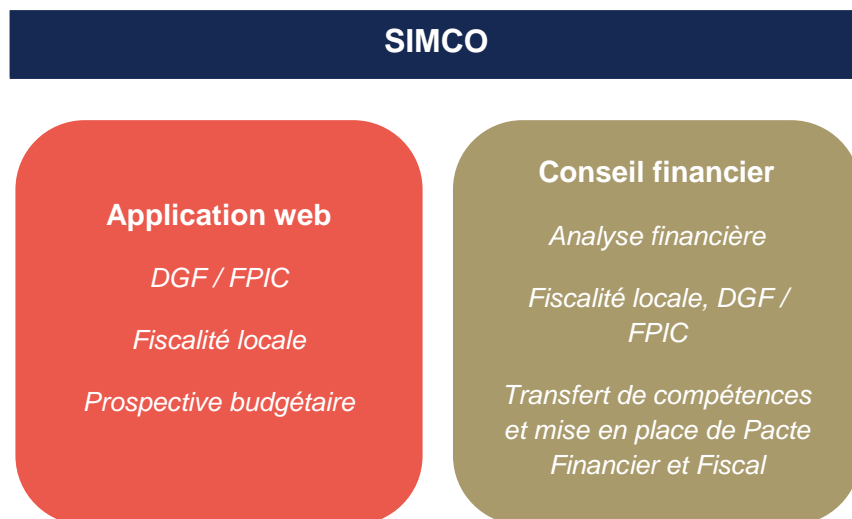 SIMCO
Application web
DGF / FPIC
Fiscalité locale
Prospective budgétaire
Conseil financier
Analyse financière
Fiscalité locale, DGF /
FPIC
Transfert de compétences
et mise en place de Pacte
Financier et Fiscal